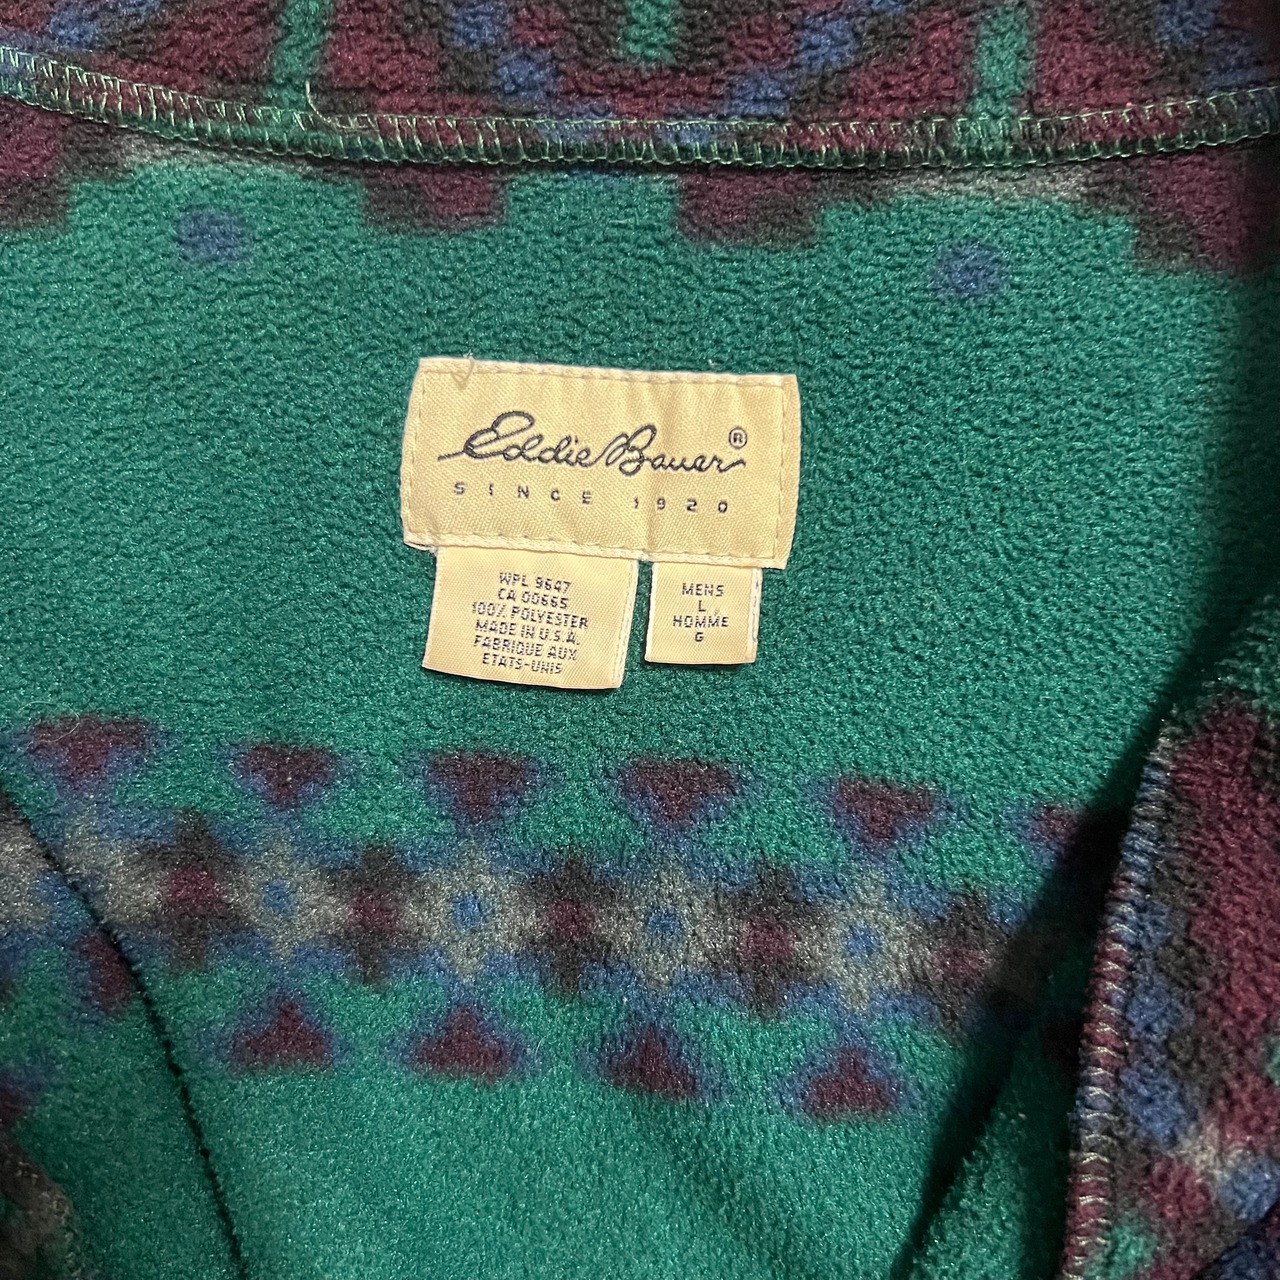 Eddie Bauer®
SINCE 1920
WPL 9647
CA 00665
100% POLYESTER
MADE IN U.S.A.
FABRIQUE AUX
ETATS-UNIS
MENS
L
HOMME
G